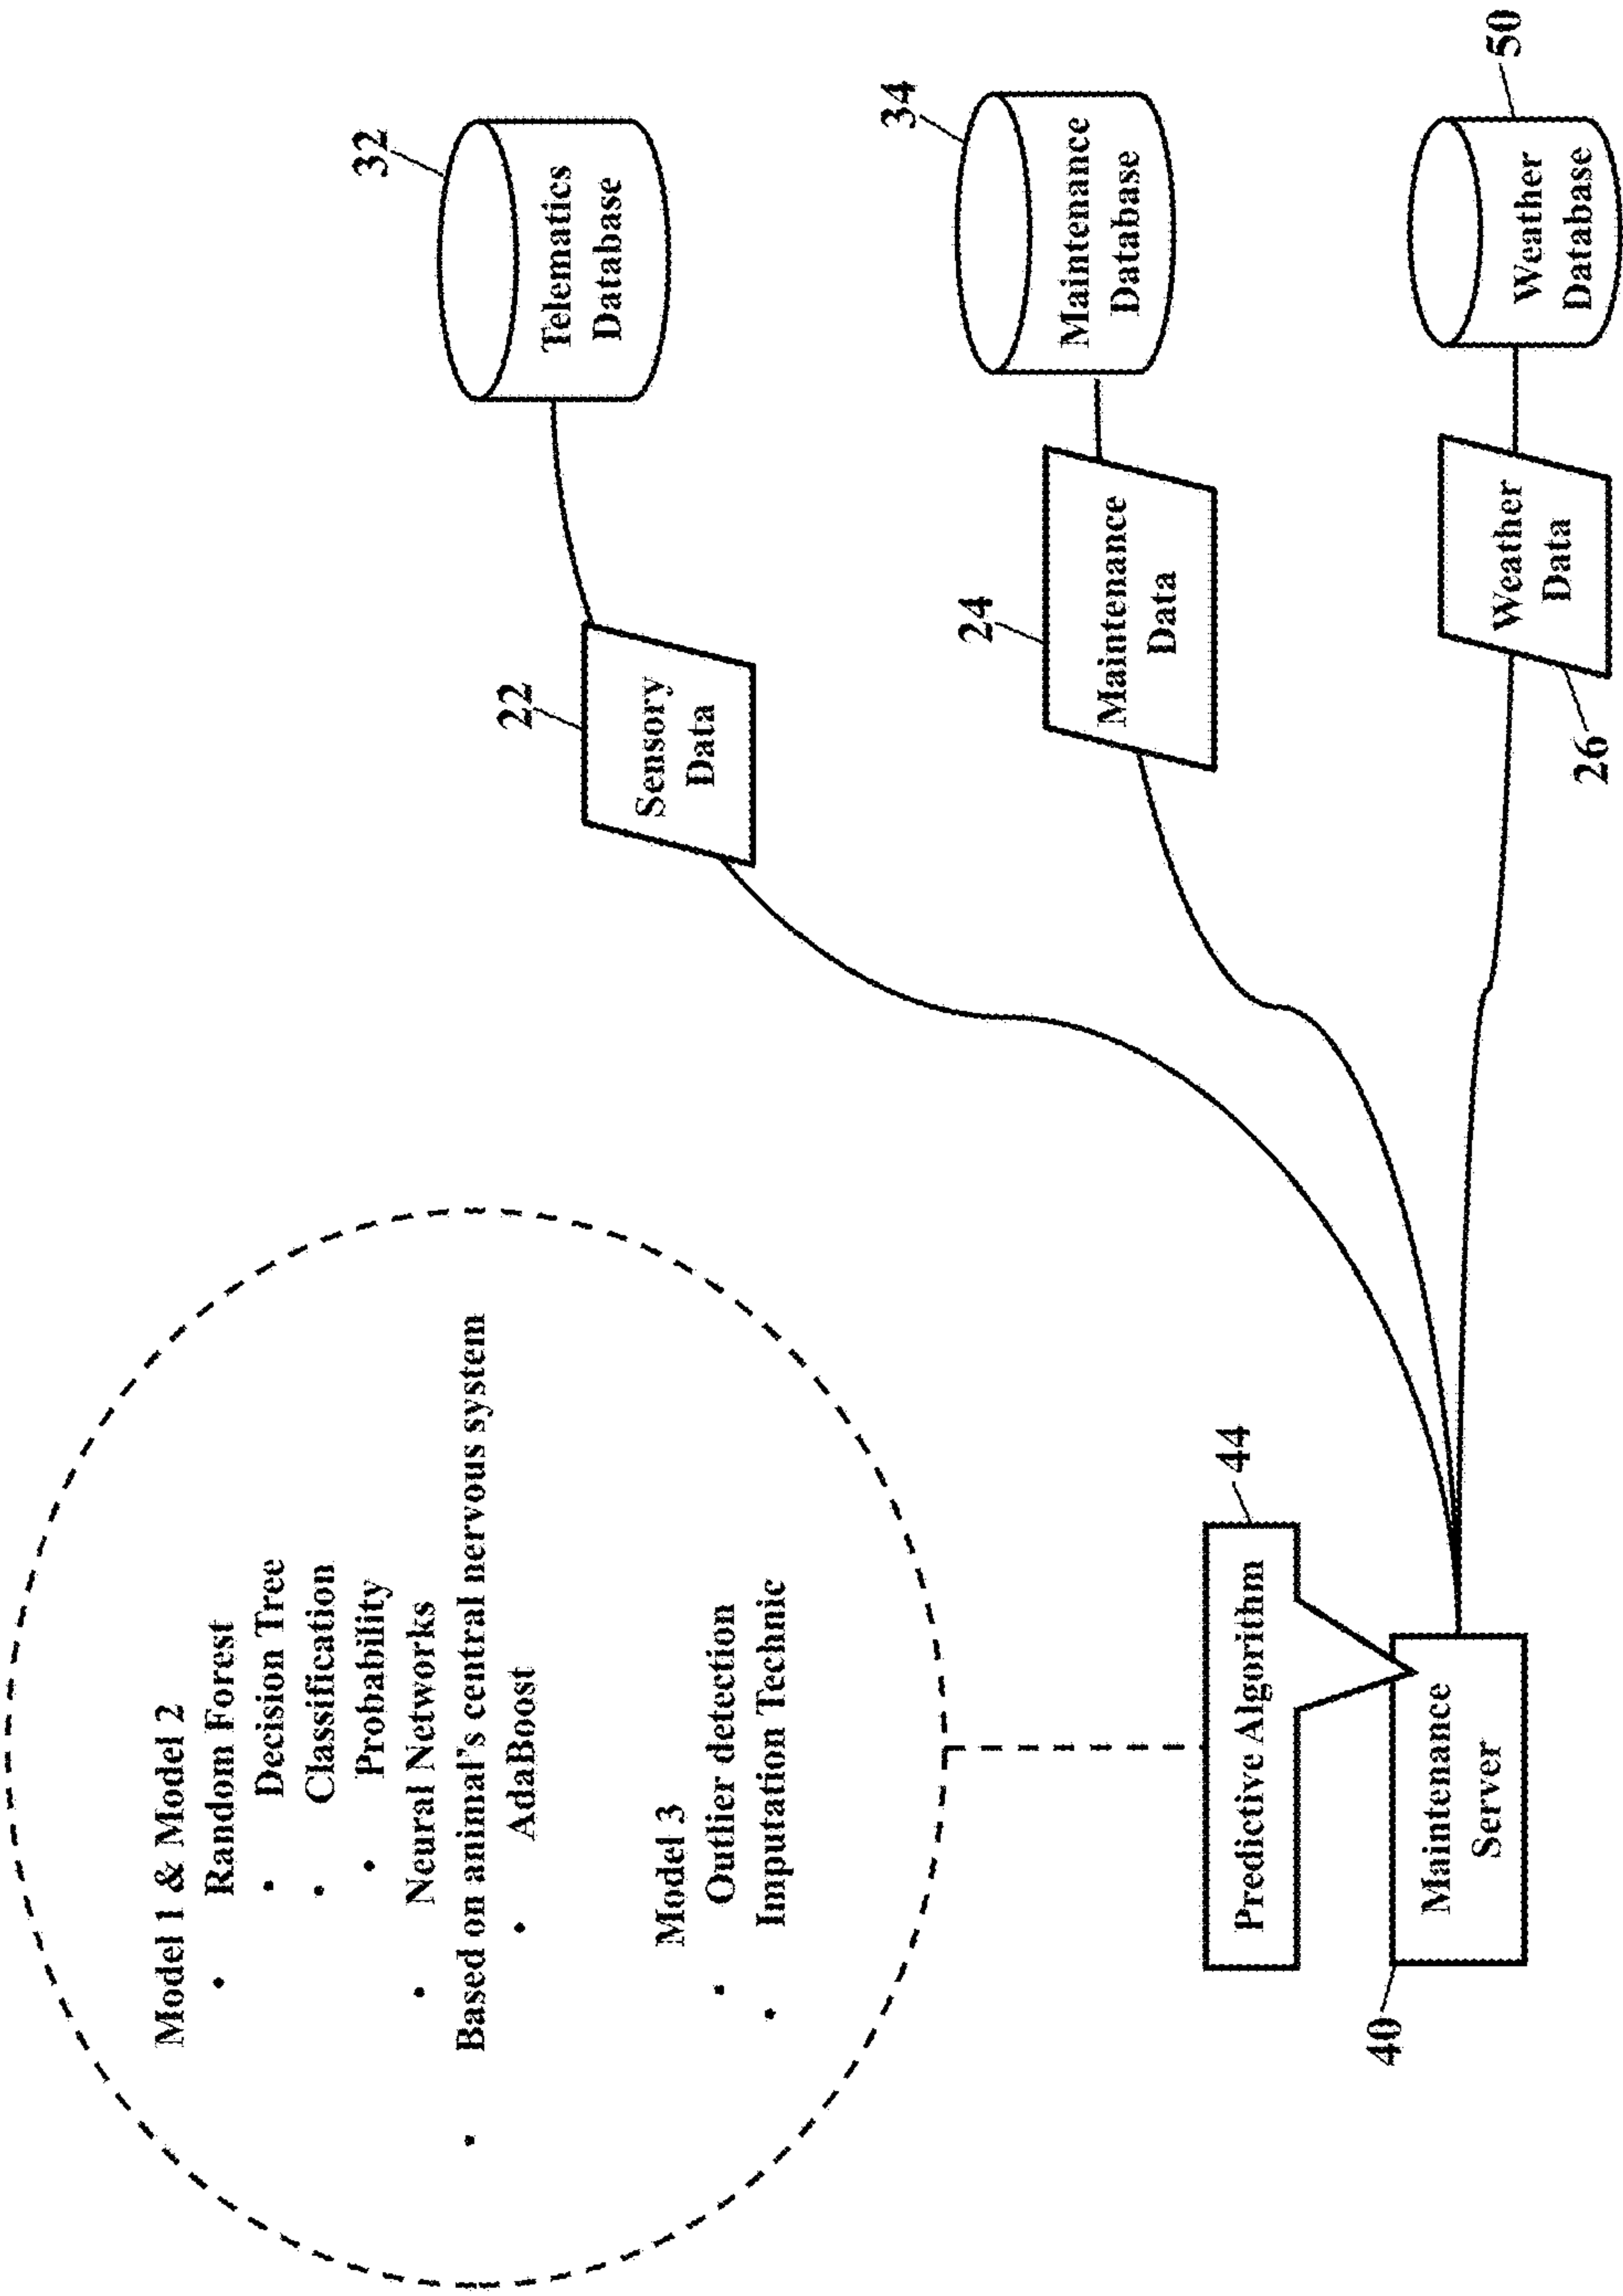 Model 1 & Model 2
• Random Forest
• Decision Tree
• Classification
• Probability
• Neural Networks
• Based on animal's central nervous system
• AdaBoost
Model 3
• Outlier detection
• Imputation Technic
32
Telematics
Database
22
Sensory
Data
34
Maintenance
Database
24
Maintenance
Data
44
Predictive Algorithm
40
Maintenance
Server
50
Weather
Database
Weather
Data
26